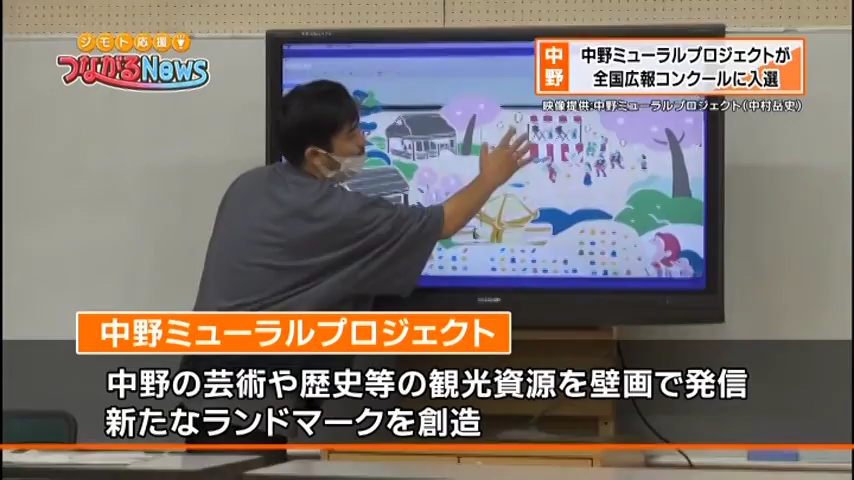 ジモト応援
つながるNEWS
中野
中野ミューラルプロジェクトが
全国広報コンクールに入選
映像提供:中野ミューラルプロジェクト(中村岳史)
中野ミューラルプロジェクト
中野の芸術や歴史等の観光資源を壁画で発信
新たなランドマークを創造